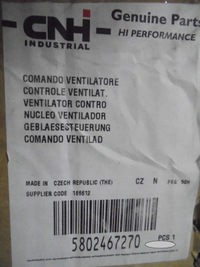 CNH
INDUSTRIAL
Genuine Parts
HI PERFORMANCE
COMANDO VENTILATORE
CONTROLE VENTILAT.
VENTILATOR CONTRO
NUCLEO VENTILADOR
GEBLAESESTEUERUNG
COMANDO VENTILAD
MADE IN CZECH REPUBLIC (THE) CZ N
SUPPLIER CODE
5802467270
PCS 1